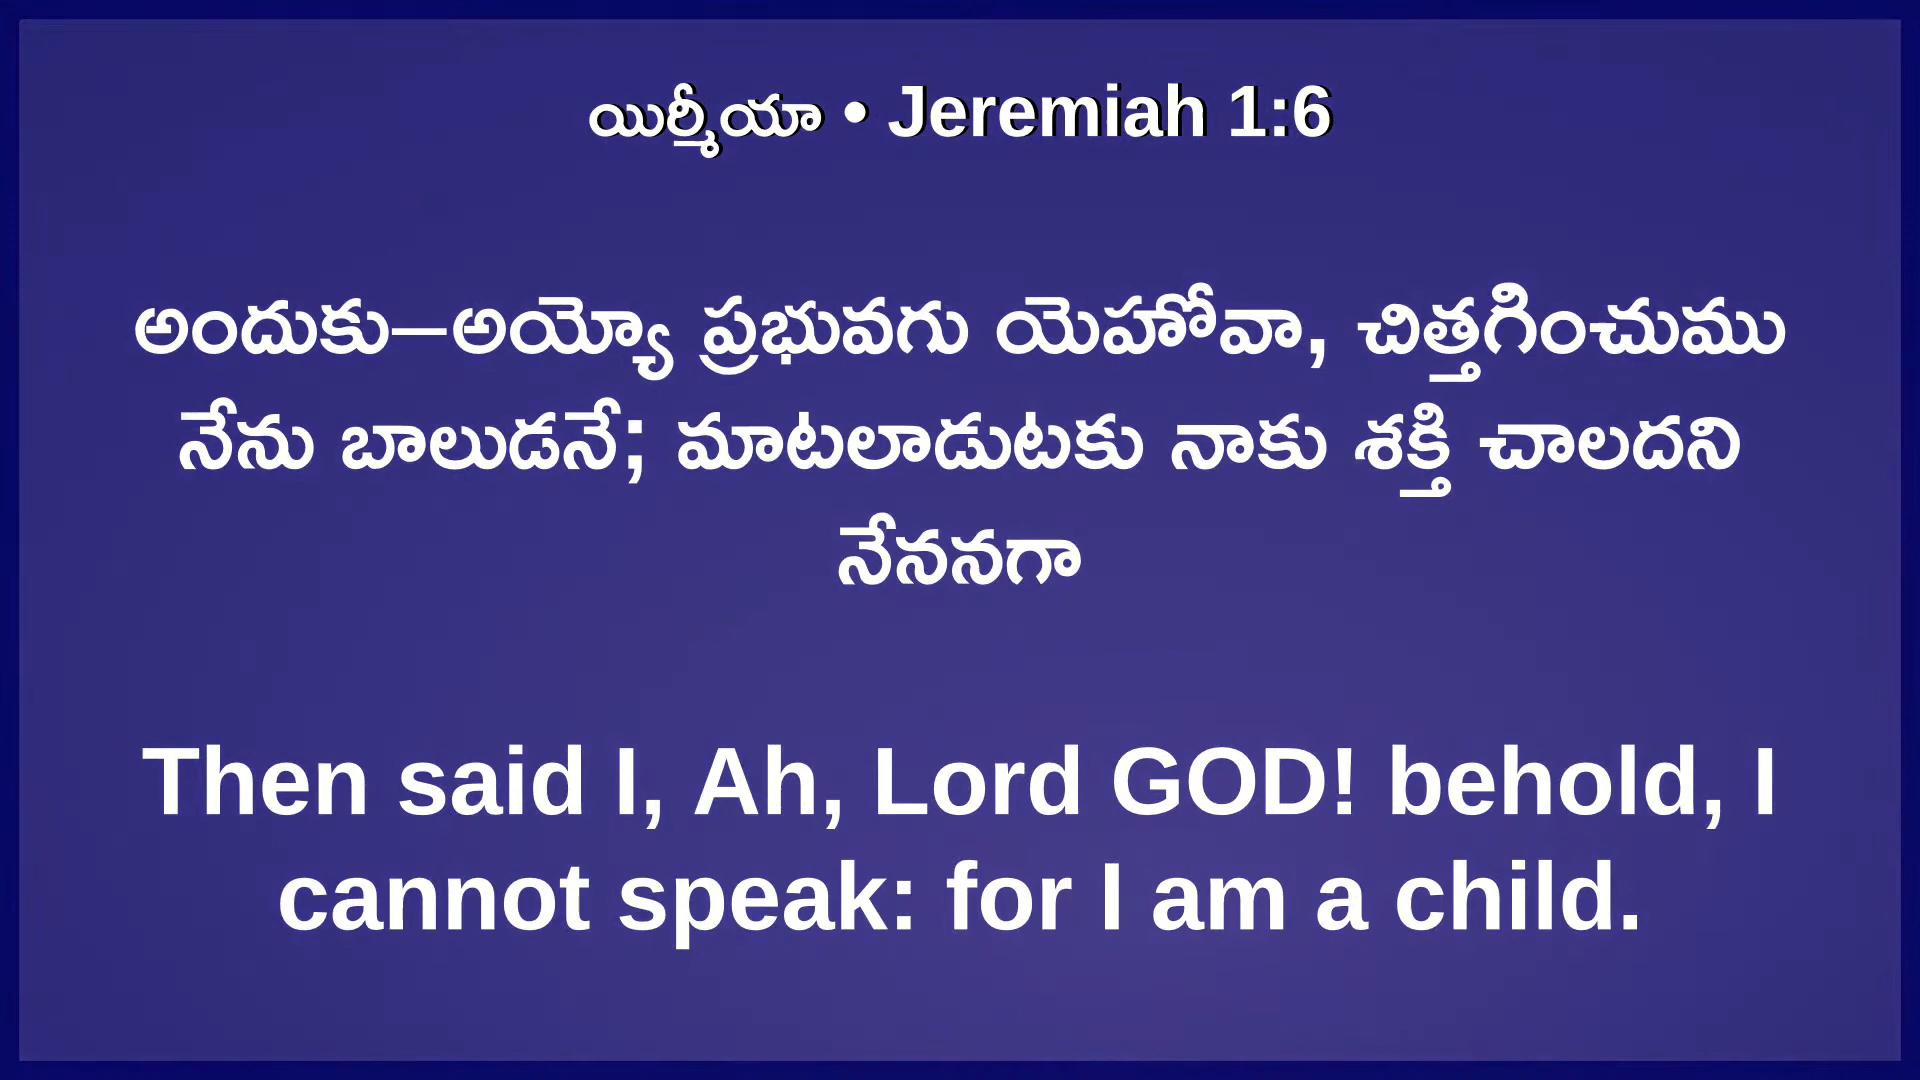 యిర్మీయా • Jeremiah 1:6
అందుకు–అయ్యో ప్రభువగు యెహోవా, చిత్తగించుము
నేను బాలుడనే; మాటలాడుటకు నాకు శక్తి చాలదని
నేననగా
Then said I, Ah, Lord GOD! behold, I
cannot speak: for I am a child.